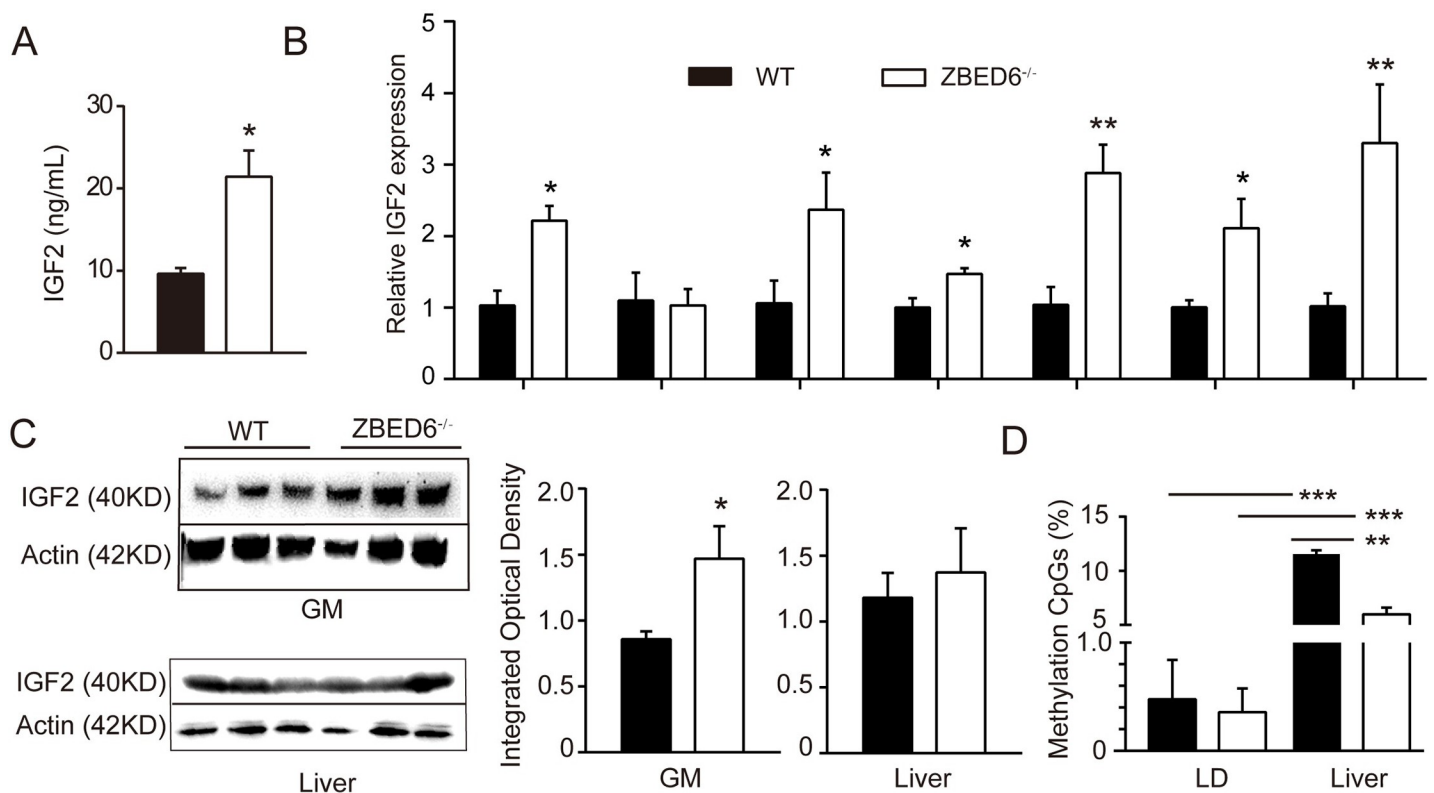 A
IGF2 (ng/mL)
30
20
10
0
*
B
Relative IGF2 expression
5
4
3
2
1
0
WT
ZBED6-/-
*
*
*
**
*
**
C
WT
ZBED6-/-
IGF2 (40KD)
Actin (42KD)
GM
IGF2 (40KD)
Actin (42KD)
Liver
Integrated Optical Density
2.0
1.5
1.0
0.5
0
*
GM
2.0
1.5
1.0
0.5
0
Liver
D
Methylation CpGs (%)
15
10
5
1.0
0
***
***
**
LD
Liver